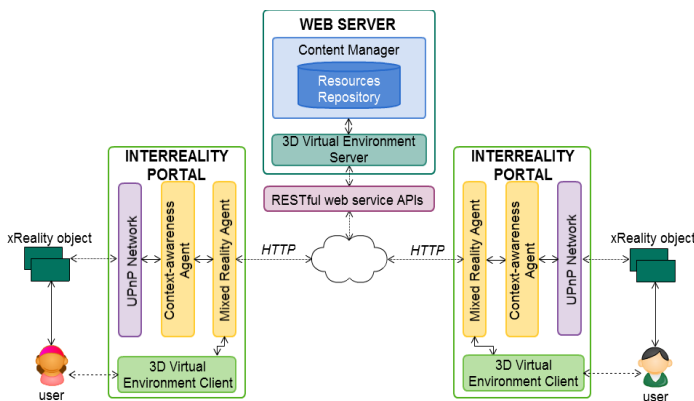 WEB SERVER
Content Manager
Resources
Repository
3D Virtual Environment
Server
RESTful web service APIs
INTERREALITY
PORTAL
xReality object
UPnP Network
Context-awareness
Agent
Mixed Reality Agent
3D Virtual
Environment Client
user
HTTP
HTTP
INTERREALITY
PORTAL
Mixed Reality Agent
Context-awareness
Agent
UPnP Network
xReality object
3D Virtual
Environment Client
user